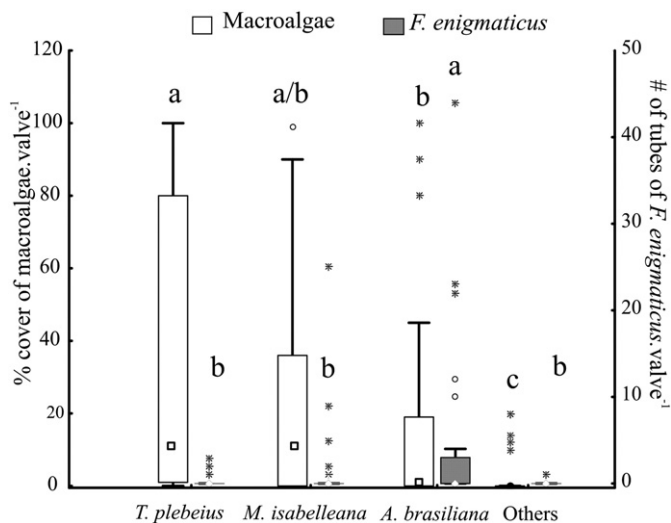 Macroalgae F. enigmaticus
% cover of macroalgae.valve⁻¹
120
100
80
60
40
20
0
a a/b b a
b b c b
50
40
30
20
10
0
# of tubes of F. enigmaticus.valve⁻¹
T. plebeius M. isabelleana A. brasiliana Others